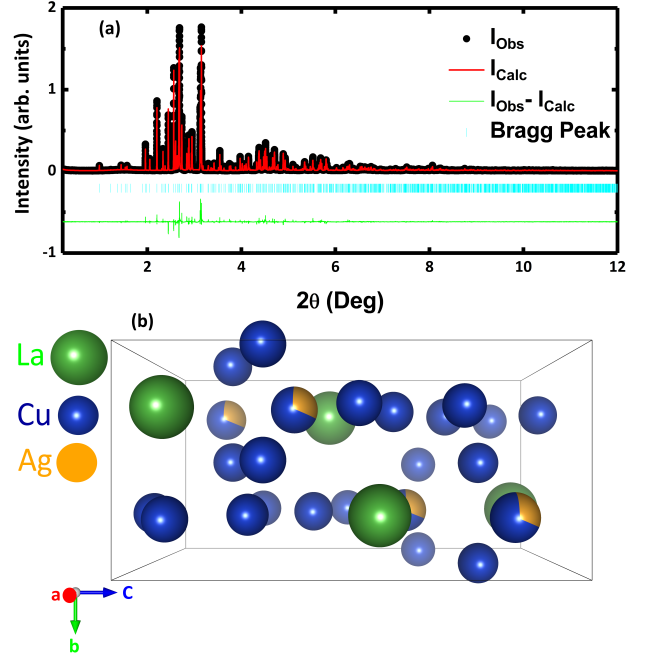 2
(a)
I_Obs
I_Calc
I_Obs - I_Calc
Bragg Peak
1
0
-1
Intensity (arb. units)
2 4 6 8 10 12
2θ (Deg)
(b)
La
Cu
Ag
a
c
b